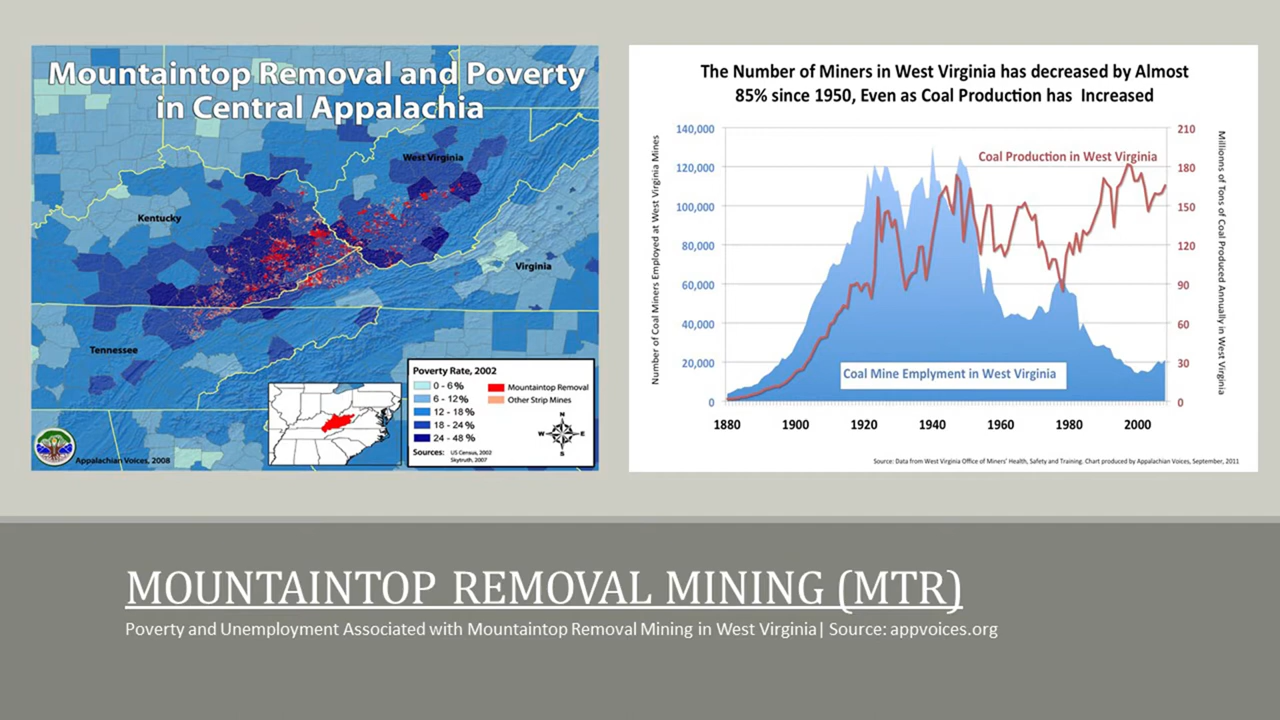 Mountaintop Removal and Poverty
in Central Appalachia
West Virginia
Kentucky
Virginia
Tennessee
Appalachian Voices, 2008
Poverty Rate, 2002
0 - 6 %
6 - 12 %
12 - 18 %
18 - 24 %
24 - 48 %
Mountaintop Removal
Other Strip Mines
N
W E
S
Sources: US Census, 2002
Skytruth, 2007
The Number of Miners in West Virginia has decreased by Almost
85% since 1950, Even as Coal Production has Increased
Number of Coal Miners Employed at West Virginia Mines
140,000
120,000
100,000
80,000
60,000
40,000
20,000
0
Coal Production in West Virginia
Coal Mine Emplyment in West Virginia
210
180
150
120
90
60
30
0
Millionns of Tons of Coal Produced Annually in West Virginia
1880 1900 1920 1940 1960 1980 2000
Source: Data from West Virginia Office of Miners' Health, Safety and Training. Chart produced by Appalachian Voices, September, 2011
MOUNTAINTOP REMOVAL MINING (MTR)
Poverty and Unemployment Associated with Mountaintop Removal Mining in West Virginia| Source: appvoices.org